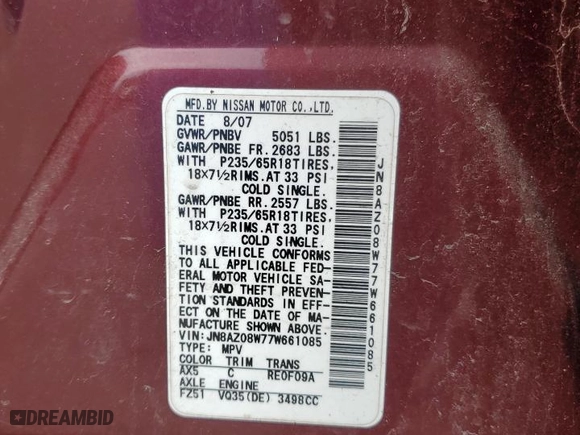 MFD.BY NISSAN MOTOR CO.,LTD.
DATE 8/07
GVWR/PNBV 5051 LBS.
GAWR/PNBE FR. 2683 LBS.
WITH P235/65R18TIRES.
18X7½RIMS.AT 33 PSI
COLD SINGLE.
GAWR/PNBE RR. 2557 LBS.
WITH P235/65R18TIRES.
18X7½RIMS.AT 33 PSI
COLD SINGLE.
THIS VEHICLE CONFORMS
TO ALL APPLICABLE FED-
ERAL MOTOR VEHICLE SA-
FETY AND THEFT PREVEN-
TION STANDARDS IN EFF-
ECT ON THE DATE OF MA-
NUFACTURE SHOWN ABOVE.
VIN:JN8AZ08W77W661085
TYPE: MPV
COLOR TRIM TRANS
AX5 C RE0F09A
AXLE ENGINE
FZ51 VQ35(DE) 3498CC
JN8AZ08W77W661085
DREAMBID